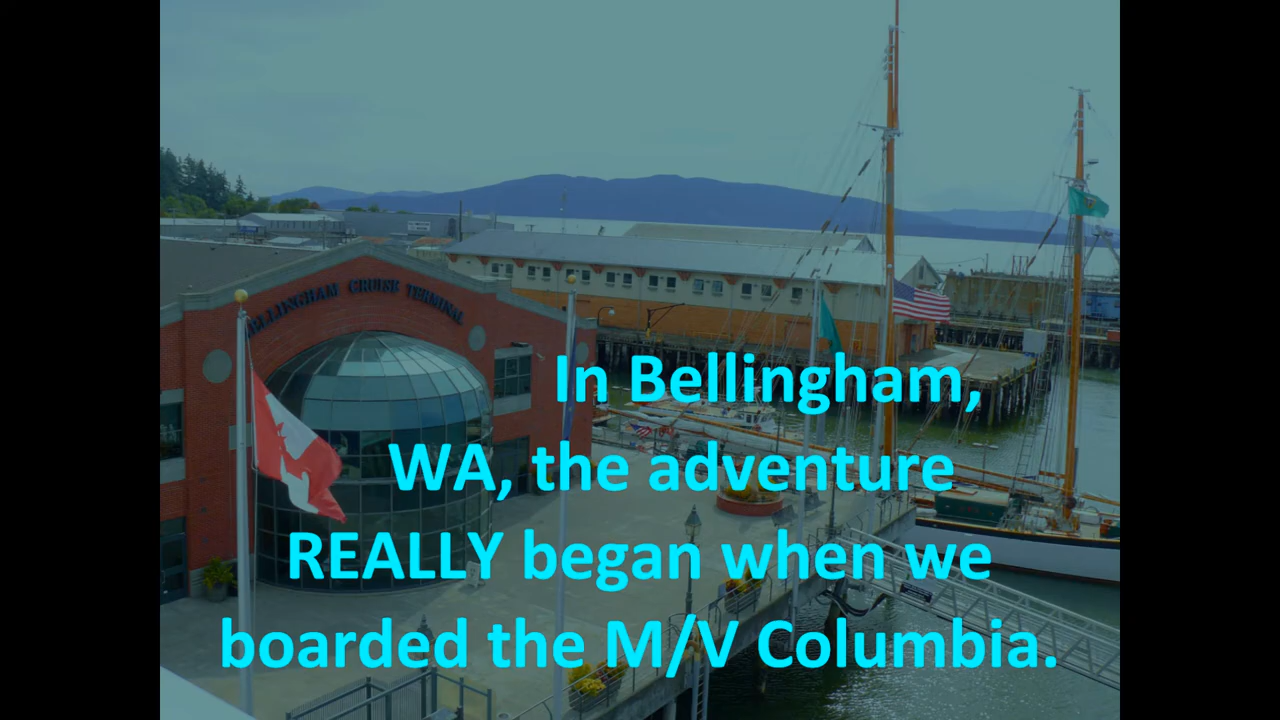 BELLINGHAM CRUISE TERMINAL
In Bellingham,
WA, the adventure
REALLY began when we
boarded the M/V Columbia.